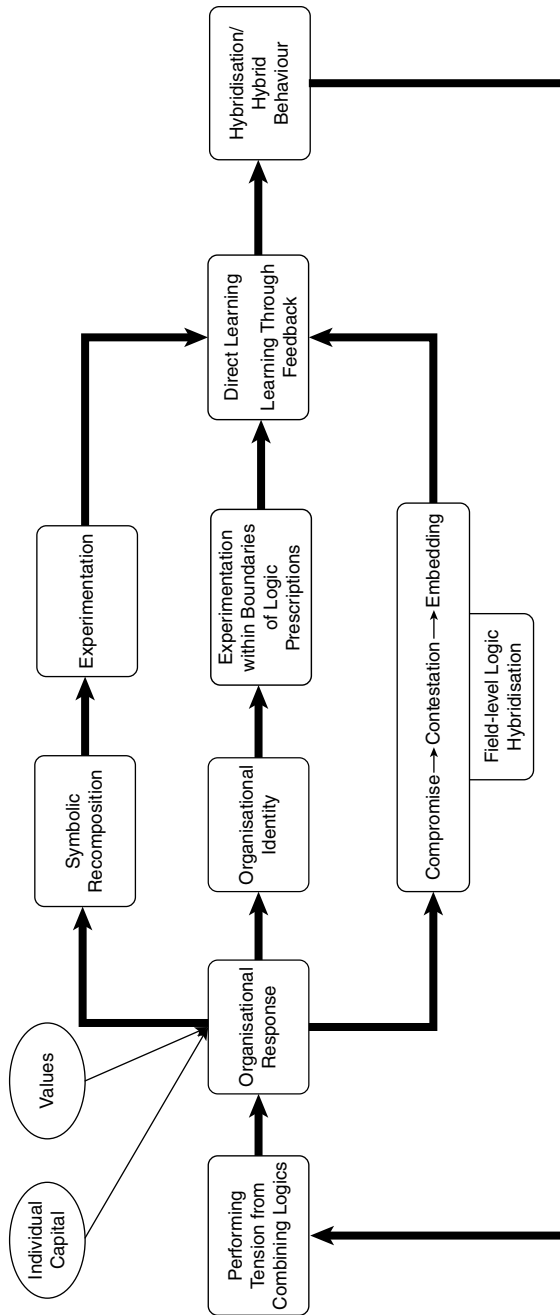 Individual
Capital
Values
Performing
Tension from
Combining Logics
Organisational
Response
Symbolic
Recomposition
Experimentation
Organisational
Identity
Experimentation
within Boundaries
of Logic
Prescriptions
Compromise
Contestation
Embedding
Field-level Logic
Hybridisation
Direct Learning
Learning Through
Feedback
Hybridisation/
Hybrid
Behaviour